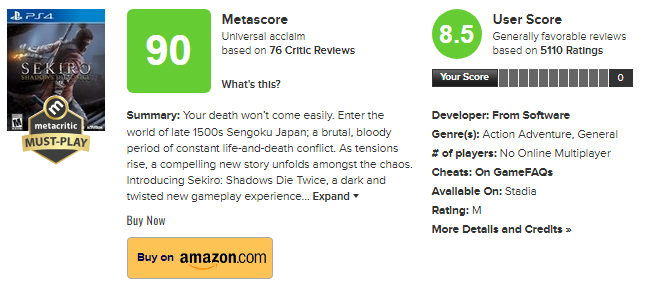 PS4
SEKIRO
SHADOWS DIE TWICE
metacritic
MUST-PLAY
90
Metascore
Universal acclaim
based on 76 Critic Reviews
What's this?
Summary: Your death won't come easily. Enter the
world of late 1500s Sengoku Japan; a brutal, bloody
period of constant life-and-death conflict. As tensions
rise, a compelling new story unfolds amongst the chaos.
Introducing Sekiro: Shadows Die Twice, a dark and
twisted new gameplay experience... Expand
Buy Now
Buy on amazon.com
8.5
User Score
Generally favorable reviews
based on 5110 Ratings
Your Score
0
Developer: From Software
Genre(s): Action Adventure, General
# of players: No Online Multiplayer
Cheats: On GameFAQs
Available On: Stadia
Rating: M
More Details and Credits »